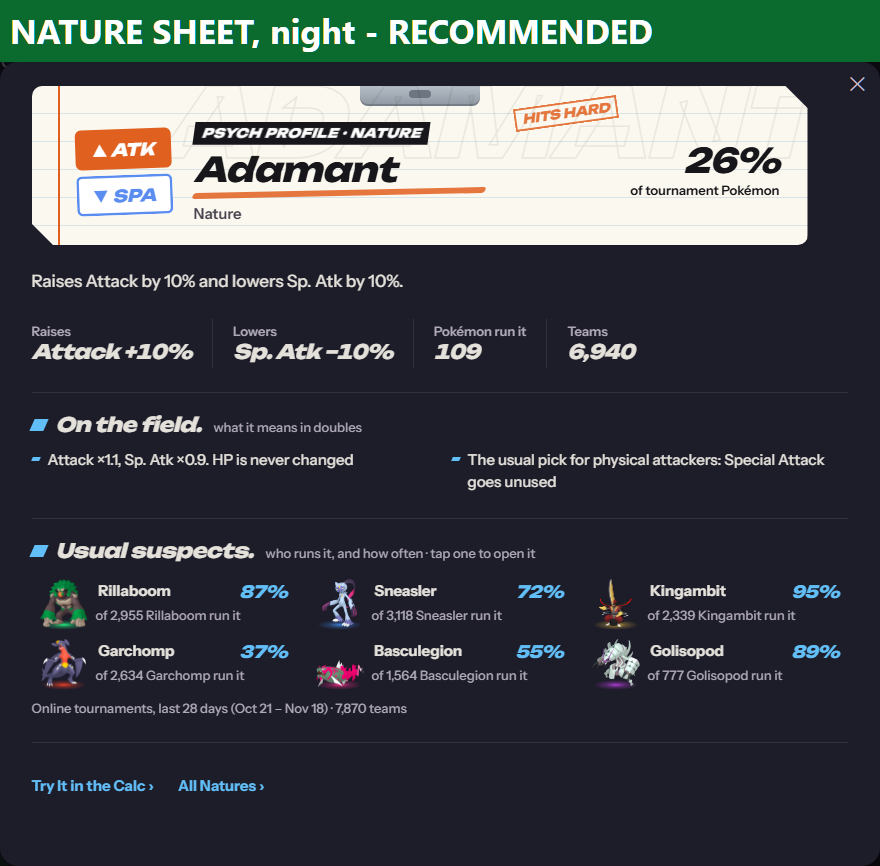 NATURE SHEET, night - RECOMMENDED
ADAMANT
HITS HARD
▲ ATK
▼ SPA
PSYCH PROFILE · NATURE
Adamant
Nature
26%
of tournament Pokémon
Raises Attack by 10% and lowers Sp. Atk by 10%.
Raises
Attack +10%
Lowers
Sp. Atk −10%
Pokémon run it
109
Teams
6,940
On the field. what it means in doubles
Attack ×1.1, Sp. Atk ×0.9. HP is never changed
The usual pick for physical attackers: Special Attack
goes unused
Usual suspects. who runs it, and how often · tap one to open it
Rillaboom 87%
of 2,955 Rillaboom run it
Sneasler 72%
of 3,118 Sneasler run it
Kingambit 95%
of 2,339 Kingambit run it
Garchomp 37%
of 2,634 Garchomp run it
Basculegion 55%
of 1,564 Basculegion run it
Golisopod 89%
of 777 Golisopod run it
Online tournaments, last 28 days (Oct 21 – Nov 18) · 7,870 teams
Try It in the Calc ›
All Natures ›